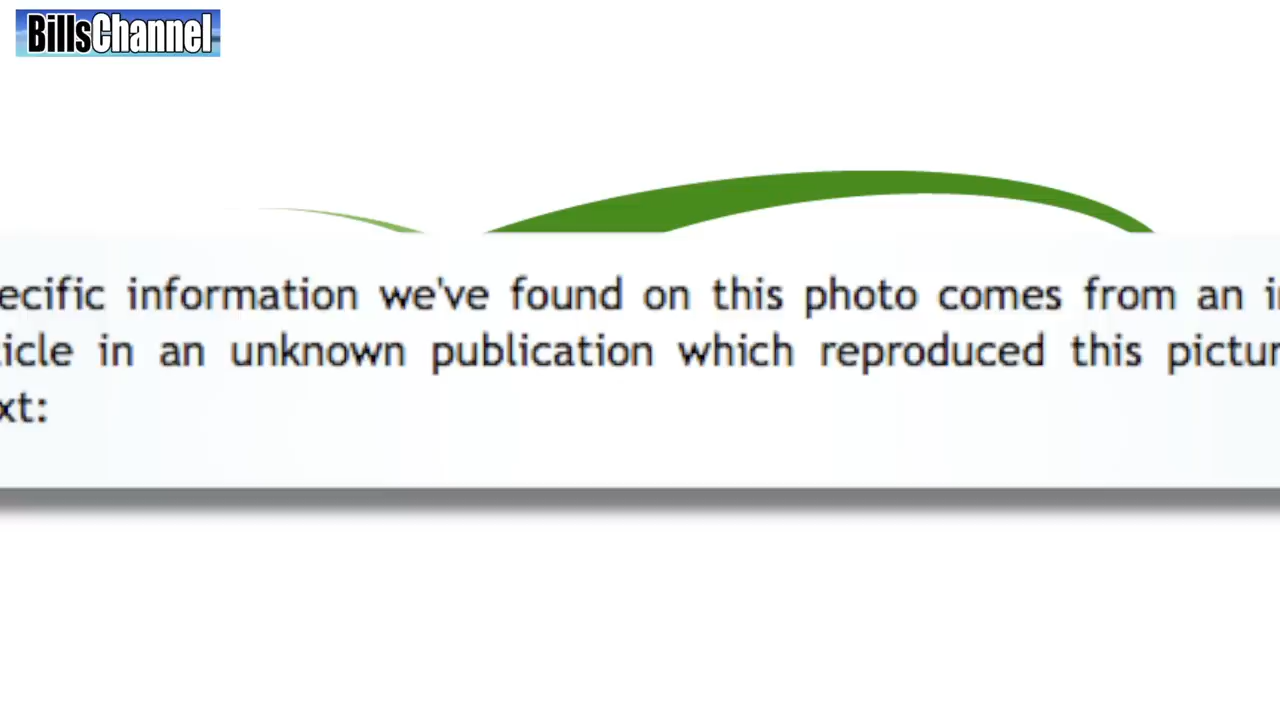 BillsChannel
ecific information we've found on this photo comes from an i
icle in an unknown publication which reproduced this pictur
xt: